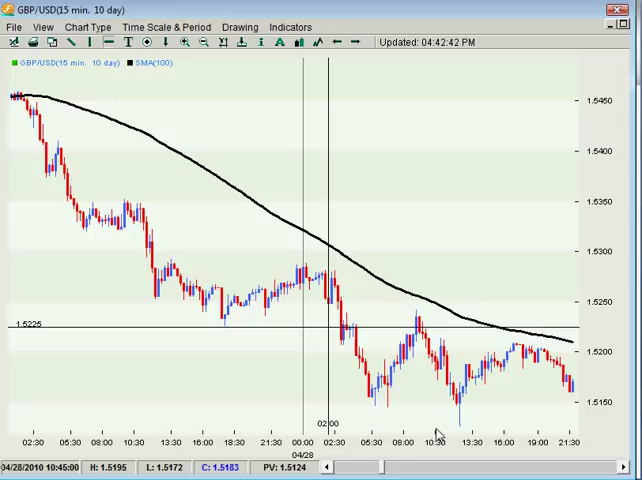 GBP/USD(15 min. 10 day)
File View Chart Type Time Scale & Period Drawing Indicators
Updated: 04:42:42 PM
GBP/USD(15 min. 10 day) SMA(100)
1.5450
1.5400
1.5350
1.5300
1.5250
1.5225
1.5200
1.5150
02:00
02:30 05:30 08:00 10:30 13:30 16:00 18:30 21:30 00:00 02:30 05:30 08:00 10:30 13:30 16:00 18:30 21:30
04/28
04/28/2010 10:45:00 H: 1.5195 L: 1.5172 C: 1.5183 PV: 1.5124